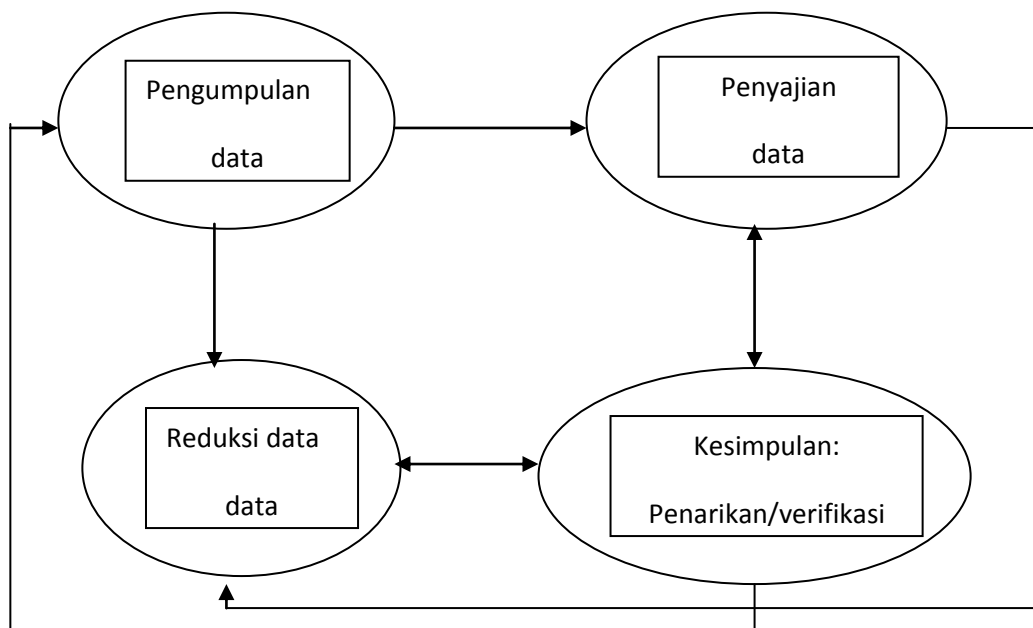 Pengumpulan
data
Penyajian
data
Reduksi data
data
Kesimpulan:
Penarikan/verifikasi